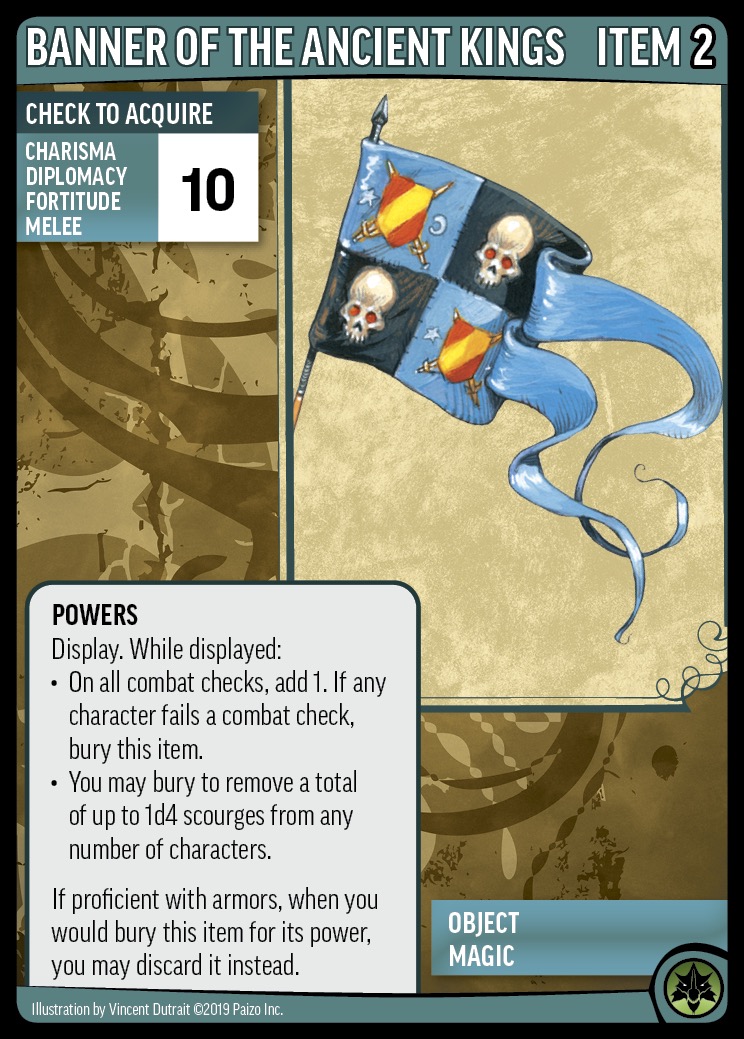 BANNER OF THE ANCIENT KINGS ITEM 2
CHECK TO ACQUIRE
CHARISMA
DIPLOMACY
FORTITUDE
MELEE
10
POWERS
Display. While displayed:
• On all combat checks, add 1. If any
character fails a combat check,
bury this item.
• You may bury to remove a total
of up to 1d4 scourges from any
number of characters.
If proficient with armors, when you
would bury this item for its power,
you may discard it instead.
OBJECT
MAGIC
Illustration by Vincent Dutrait ©2019 Paizo Inc.